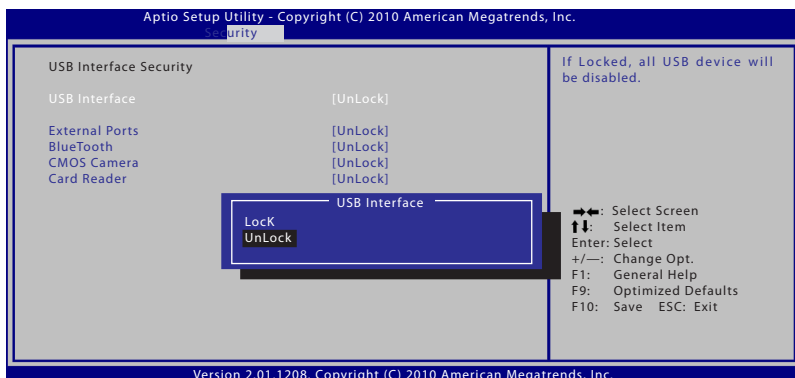 Aptio Setup Utility - Copyright (C) 2010 American Megatrends, Inc.
Security
USB Interface Security
USB Interface [UnLock]
External Ports [UnLock]
BlueTooth [UnLock]
CMOS Camera [UnLock]
Card Reader [UnLock]
USB Interface
LocK
UnLock
If Locked, all USB device will
be disabled.
→←: Select Screen
↑↓: Select Item
Enter: Select
+/—: Change Opt.
F1: General Help
F9: Optimized Defaults
F10: Save ESC: Exit
Version 2.01.1208. Copyright (C) 2010 American Megatrends, Inc.